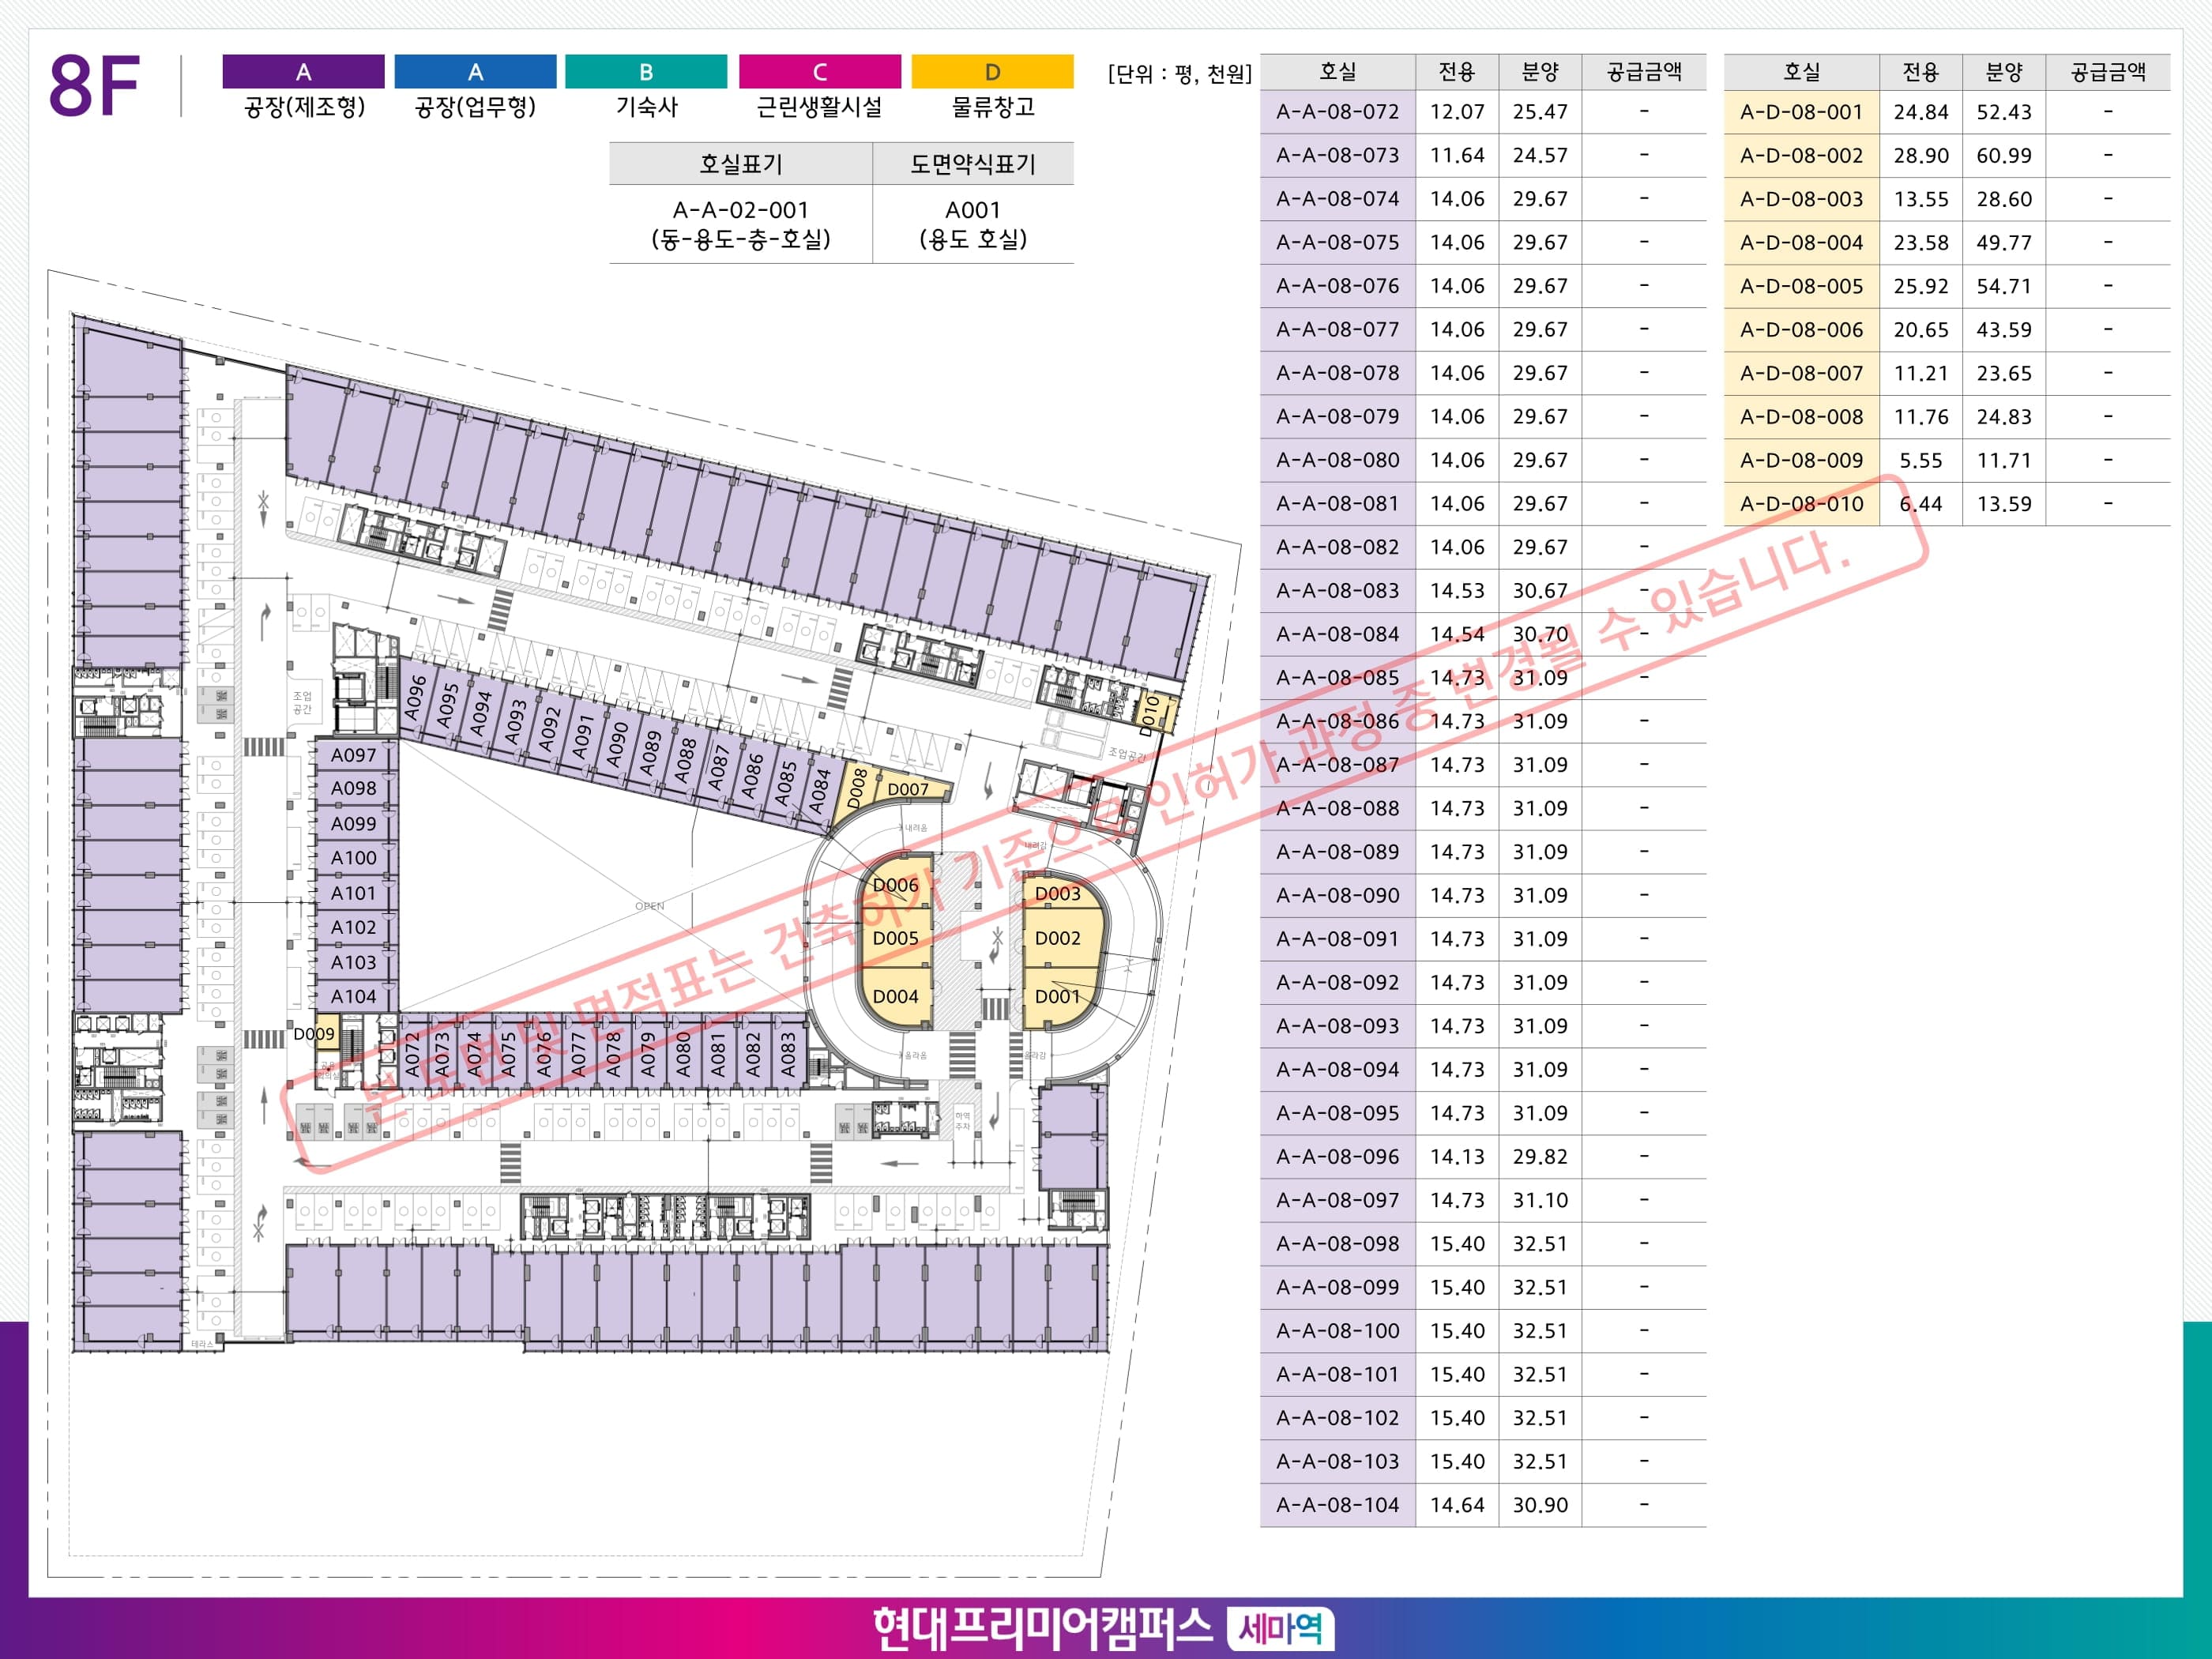 8F
A
공장(제조형)
A
공장(업무형)
B
기숙사
C
근린생활시설
D
물류창고
[단위 : 평, 천원]
호실표기 도면약식표기
A-A-02-001 A001
(동-용도-층-호실) (용도 호실)
호실 전용 분양 공급금액
A-A-08-072 12.07 25.47 -
A-A-08-073 11.64 24.57 -
A-A-08-074 14.06 29.67 -
A-A-08-075 14.06 29.67 -
A-A-08-076 14.06 29.67 -
A-A-08-077 14.06 29.67 -
A-A-08-078 14.06 29.67 -
A-A-08-079 14.06 29.67 -
A-A-08-080 14.06 29.67 -
A-A-08-081 14.06 29.67 -
A-A-08-082 14.06 29.67 -
A-A-08-083 14.53 30.67 -
A-A-08-084 14.54 30.70 -
A-A-08-085 14.73 31.09 -
A-A-08-086 14.73 31.09 -
A-A-08-087 14.73 31.09 -
A-A-08-088 14.73 31.09 -
A-A-08-089 14.73 31.09 -
A-A-08-090 14.73 31.09 -
A-A-08-091 14.73 31.09 -
A-A-08-092 14.73 31.09 -
A-A-08-093 14.73 31.09 -
A-A-08-094 14.73 31.09 -
A-A-08-095 14.73 31.09 -
A-A-08-096 14.13 29.82 -
A-A-08-097 14.73 31.10 -
A-A-08-098 15.40 32.51 -
A-A-08-099 15.40 32.51 -
A-A-08-100 15.40 32.51 -
A-A-08-101 15.40 32.51 -
A-A-08-102 15.40 32.51 -
A-A-08-103 15.40 32.51 -
A-A-08-104 14.64 30.90 -
호실 전용 분양 공급금액
A-D-08-001 24.84 52.43 -
A-D-08-002 28.90 60.99 -
A-D-08-003 13.55 28.60 -
A-D-08-004 23.58 49.77 -
A-D-08-005 25.92 54.71 -
A-D-08-006 20.65 43.59 -
A-D-08-007 11.21 23.65 -
A-D-08-008 11.76 24.83 -
A-D-08-009 5.55 11.71 -
A-D-08-010 6.44 13.59 -
조업
공간
A096
A095
A094
A093
A092
A091
A090
A089
A088
A087
A086
A085
A084
D008
D007
D010
조업공간
A097
A098
A099
A100
A101
A102
A103
A104
OPEN
내려옴
내려감
D006
D005
D004
D003
D002
D001
올라옴
올라감
D009
A072
A073
A074
A075
A076
A077
A078
A079
A080
A081
A082
A083
하역
주차
테라스
본 도면 및 면적표는 건축허가 기준으로 인허가 과정 중 변경될 수 있습니다.
현대프리미어캠퍼스 세마역